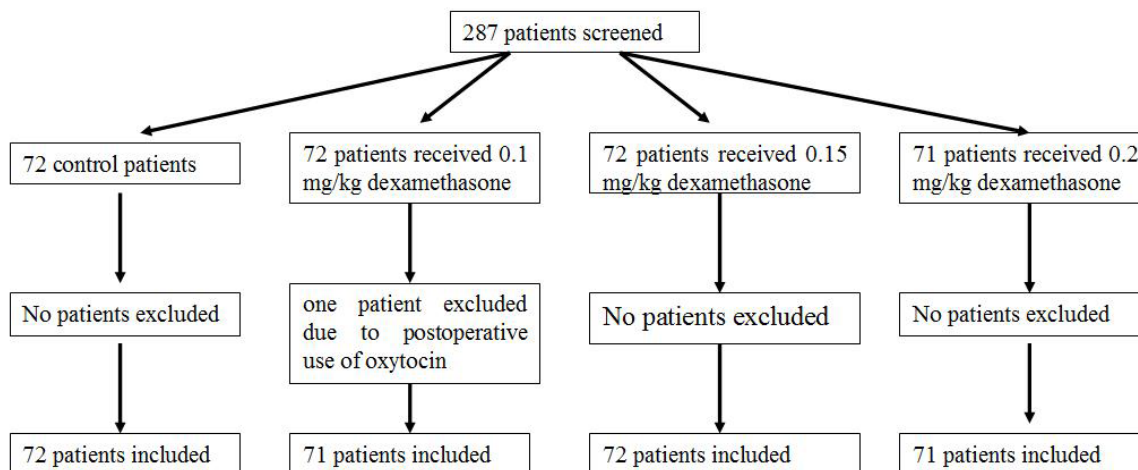 287 patients screened
72 control patients
72 patients received 0.1
mg/kg dexamethasone
72 patients received 0.15
mg/kg dexamethasone
71 patients received 0.2
mg/kg dexamethasone
No patients excluded
one patient excluded
due to postoperative
use of oxytocin
No patients excluded
No patients excluded
72 patients included
71 patients included
72 patients included
71 patients included